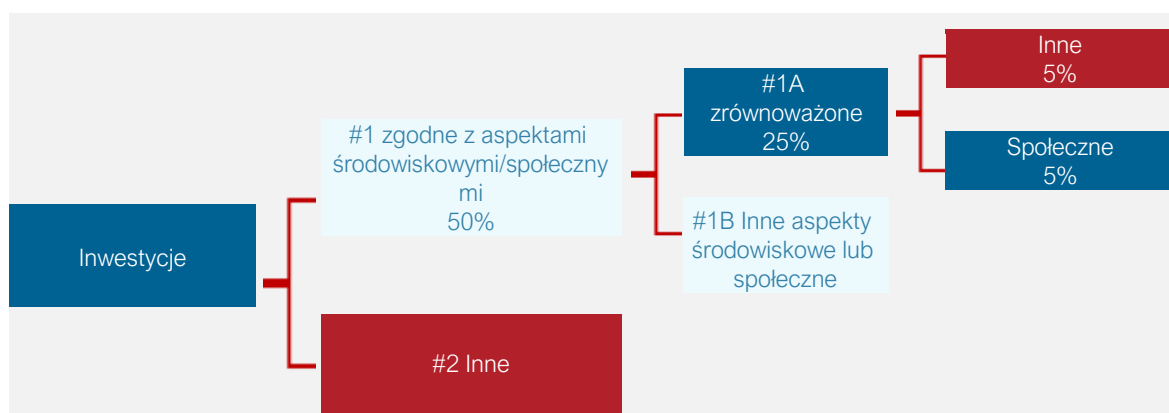 Inwestycje
#1 zgodne z aspektami
środowiskowymi/społeczny
mi
50%
#2 Inne
#1A
zrównoważone
25%
#1B Inne aspekty
środowiskowe lub
społeczne
Inne
5%
Społeczne
5%